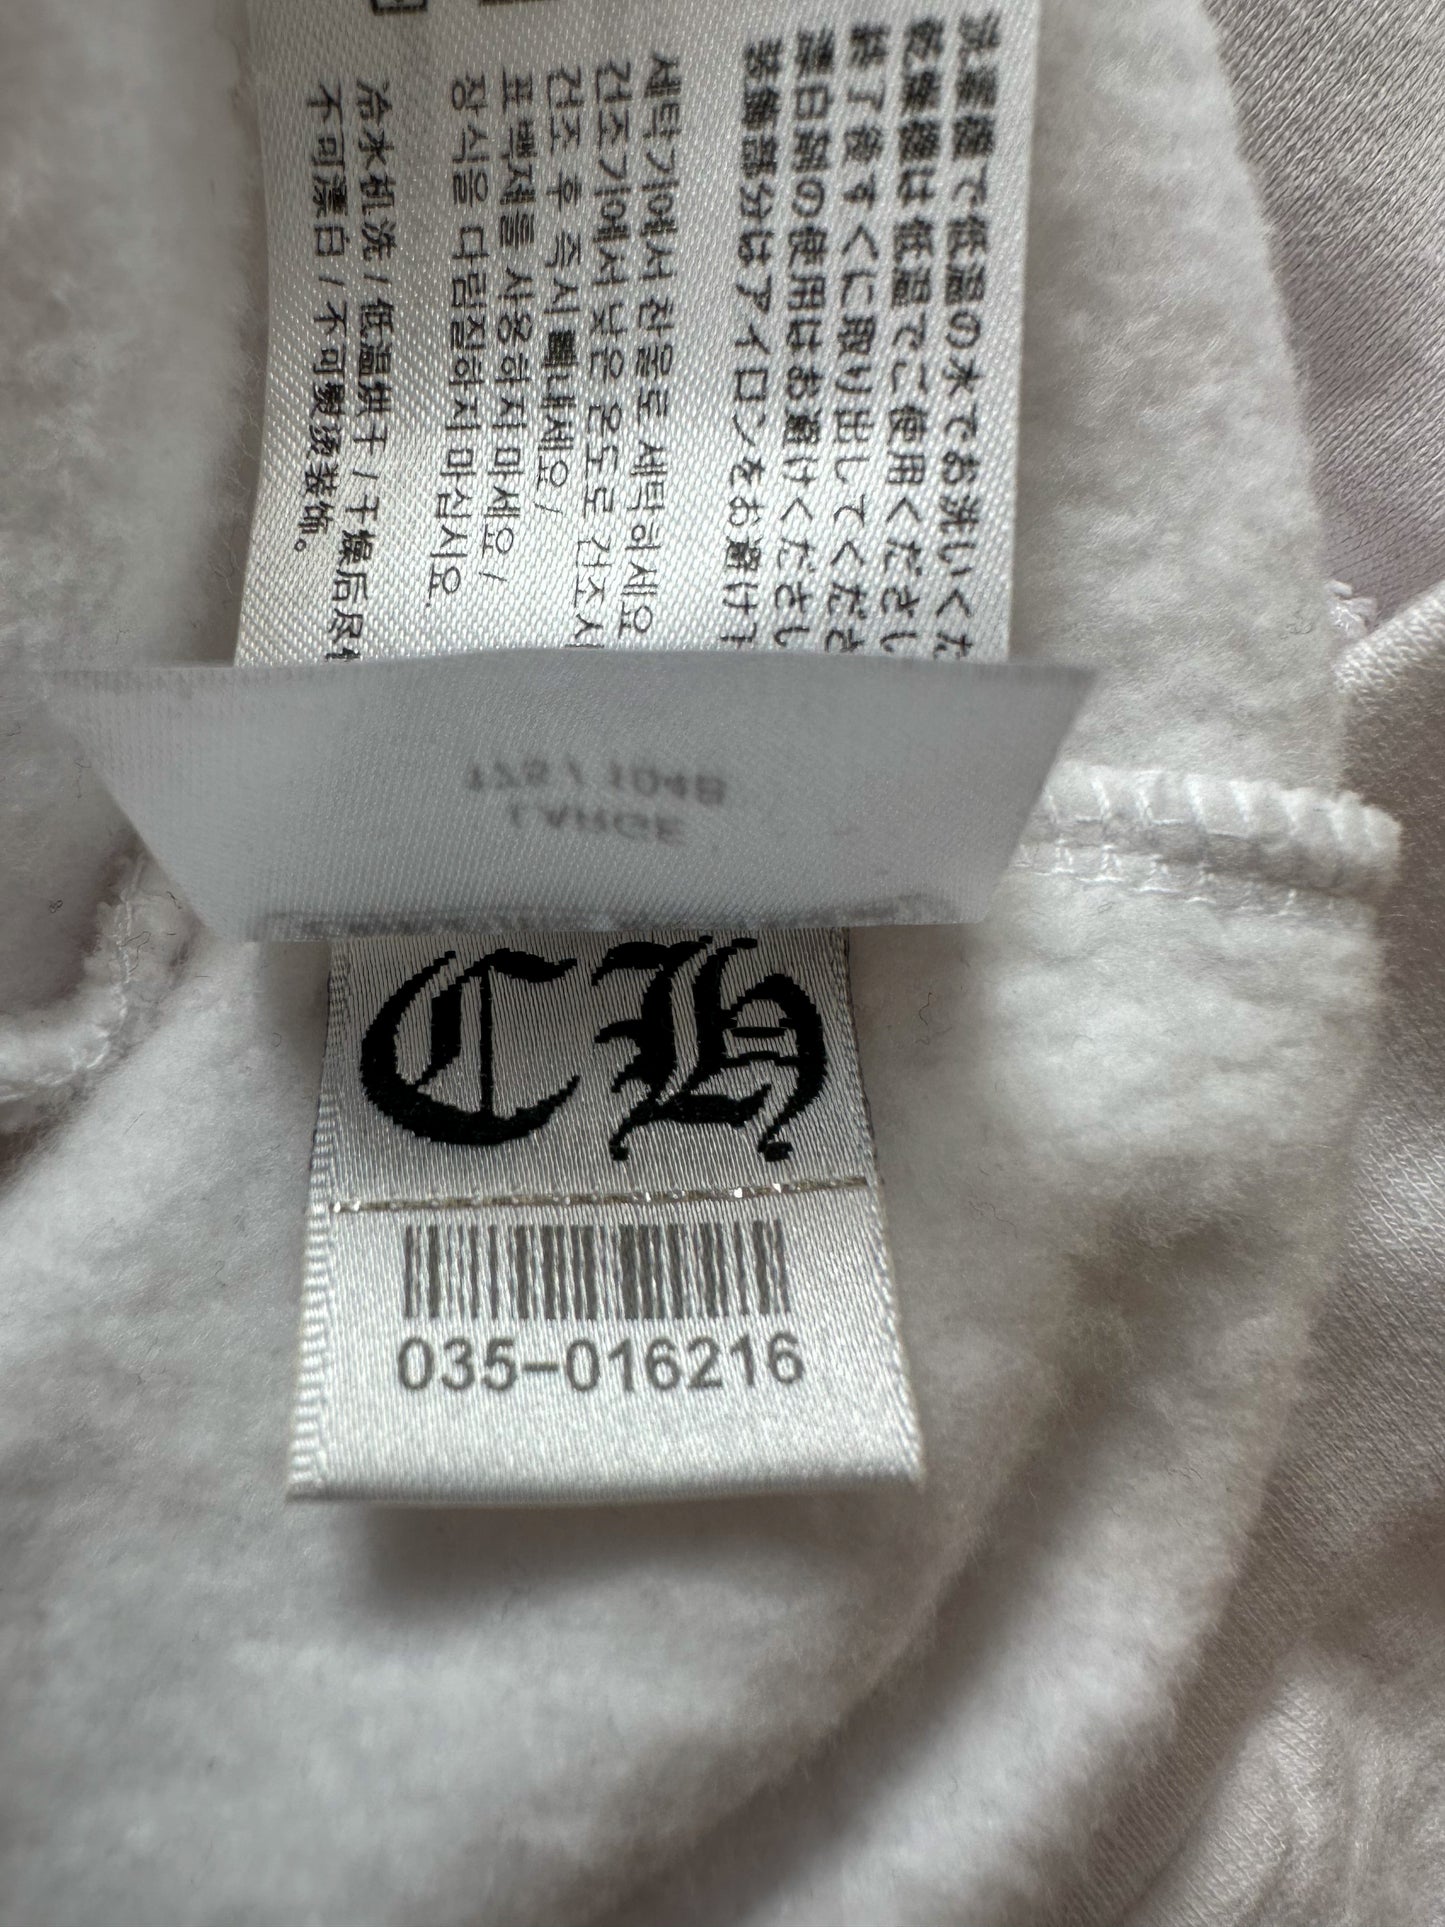 洗濯機で低温の水でお洗いくだ
乾燥機は低温でご使用くださ
終了後すぐに取り出してくださ
漂白剤の使用はお避けくださ
装飾部分はアイロンをお避け下
세탁기에서 찬물로 세탁하세요
건조기에서 낮은 온도로 건조
건조 후 즉시 빼내세요/
표백제를 사용하지 마세요/
장식을 다림질하지 마십시오.
冷水机洗/低温烘干/干燥后尽
不可漂白/不可熨烫装饰。
LARGE
175 / 104B
CH
035-016216